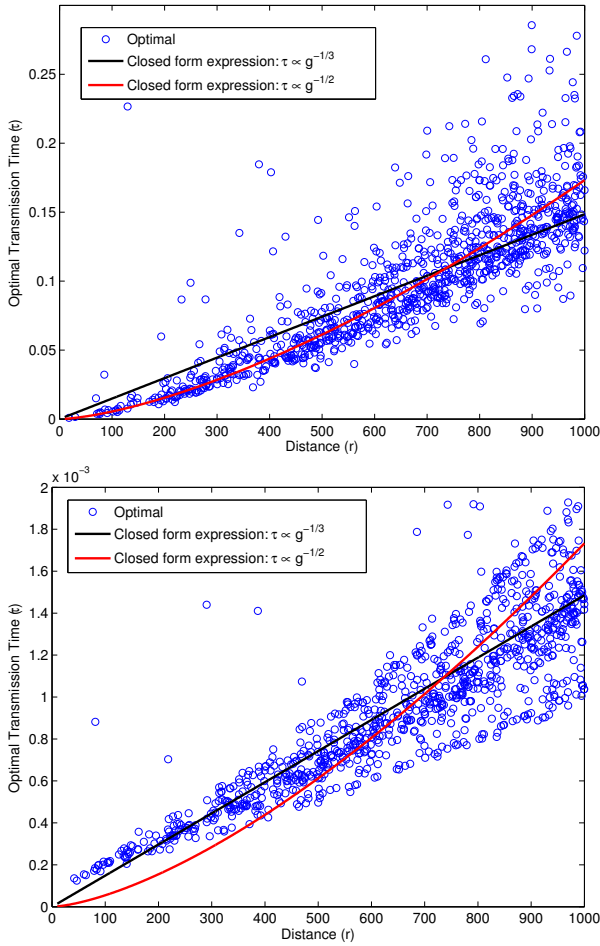 0.25
0.2
0.15
0.1
0.05
0
Optimal Transmission Time (τ)
Optimal
Closed form expression: τ ∝ g^−1/3
Closed form expression: τ ∝ g^−1/2
0 100 200 300 400 500 600 700 800 900 1000
Distance (r)
x 10^−3
2
1.8
1.6
1.4
1.2
1
0.8
0.6
0.4
0.2
0
Optimal Transmission Time (τ)
Optimal
Closed form expression: τ ∝ g^−1/3
Closed form expression: τ ∝ g^−1/2
0 100 200 300 400 500 600 700 800 900 1000
Distance (r)